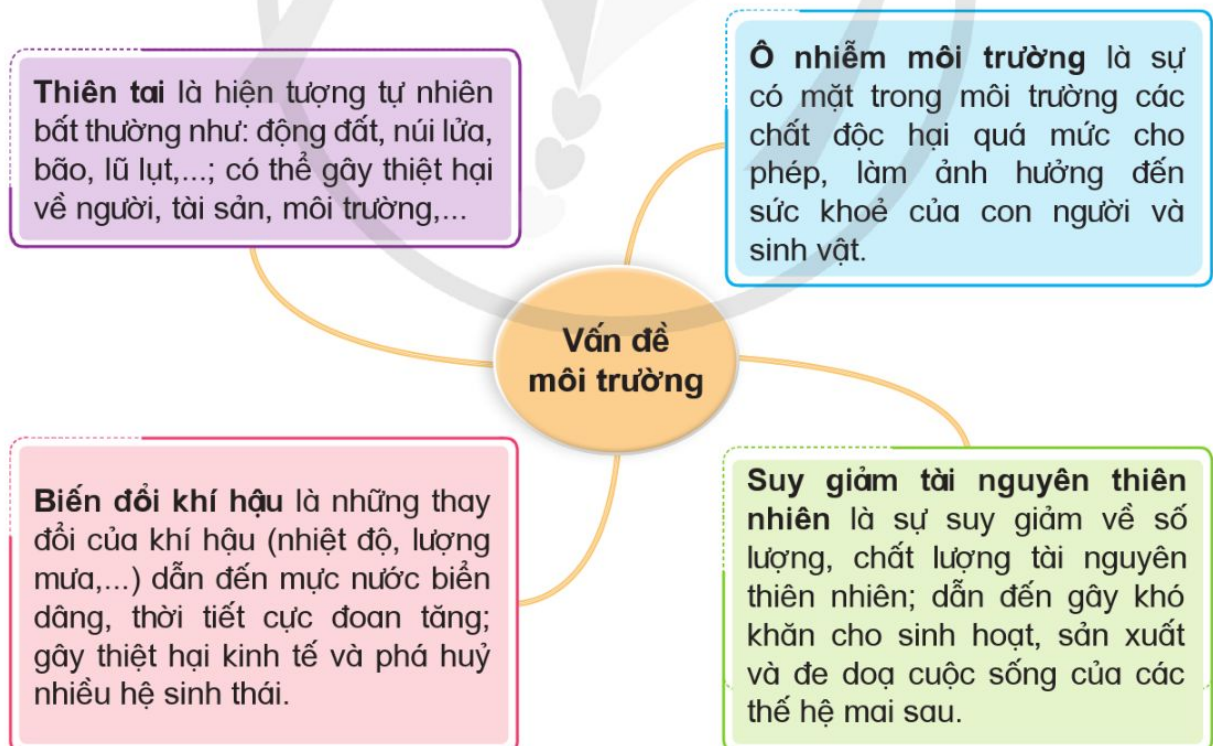 Thiên tai là hiện tượng tự nhiên
bất thường như: động đất, núi lửa,
bão, lũ lụt,...; có thể gây thiệt hại
về người, tài sản, môi trường,...
Ô nhiễm môi trường là sự
có mặt trong môi trường các
chất độc hại quá mức cho
phép, làm ảnh hưởng đến
sức khoẻ của con người và
sinh vật.
Vấn đề
môi trường
Biến đổi khí hậu là những thay
đổi của khí hậu (nhiệt độ, lượng
mưa,...) dẫn đến mực nước biển
dâng, thời tiết cực đoan tăng;
gây thiệt hại kinh tế và phá huỷ
nhiều hệ sinh thái.
Suy giảm tài nguyên thiên
nhiên là sự suy giảm về số
lượng, chất lượng tài nguyên
thiên nhiên; dẫn đến gây khó
khăn cho sinh hoạt, sản xuất
và đe doạ cuộc sống của các
thế hệ mai sau.